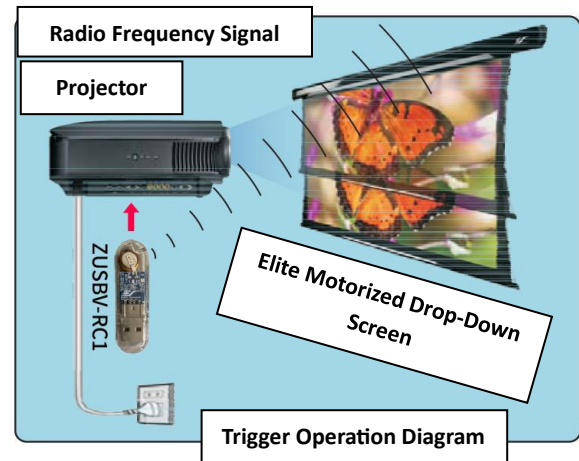 Radio Frequency Signal
Projector
ZUSBV-RC1
Elite Motorized Drop-Down
Screen
Trigger Operation Diagram